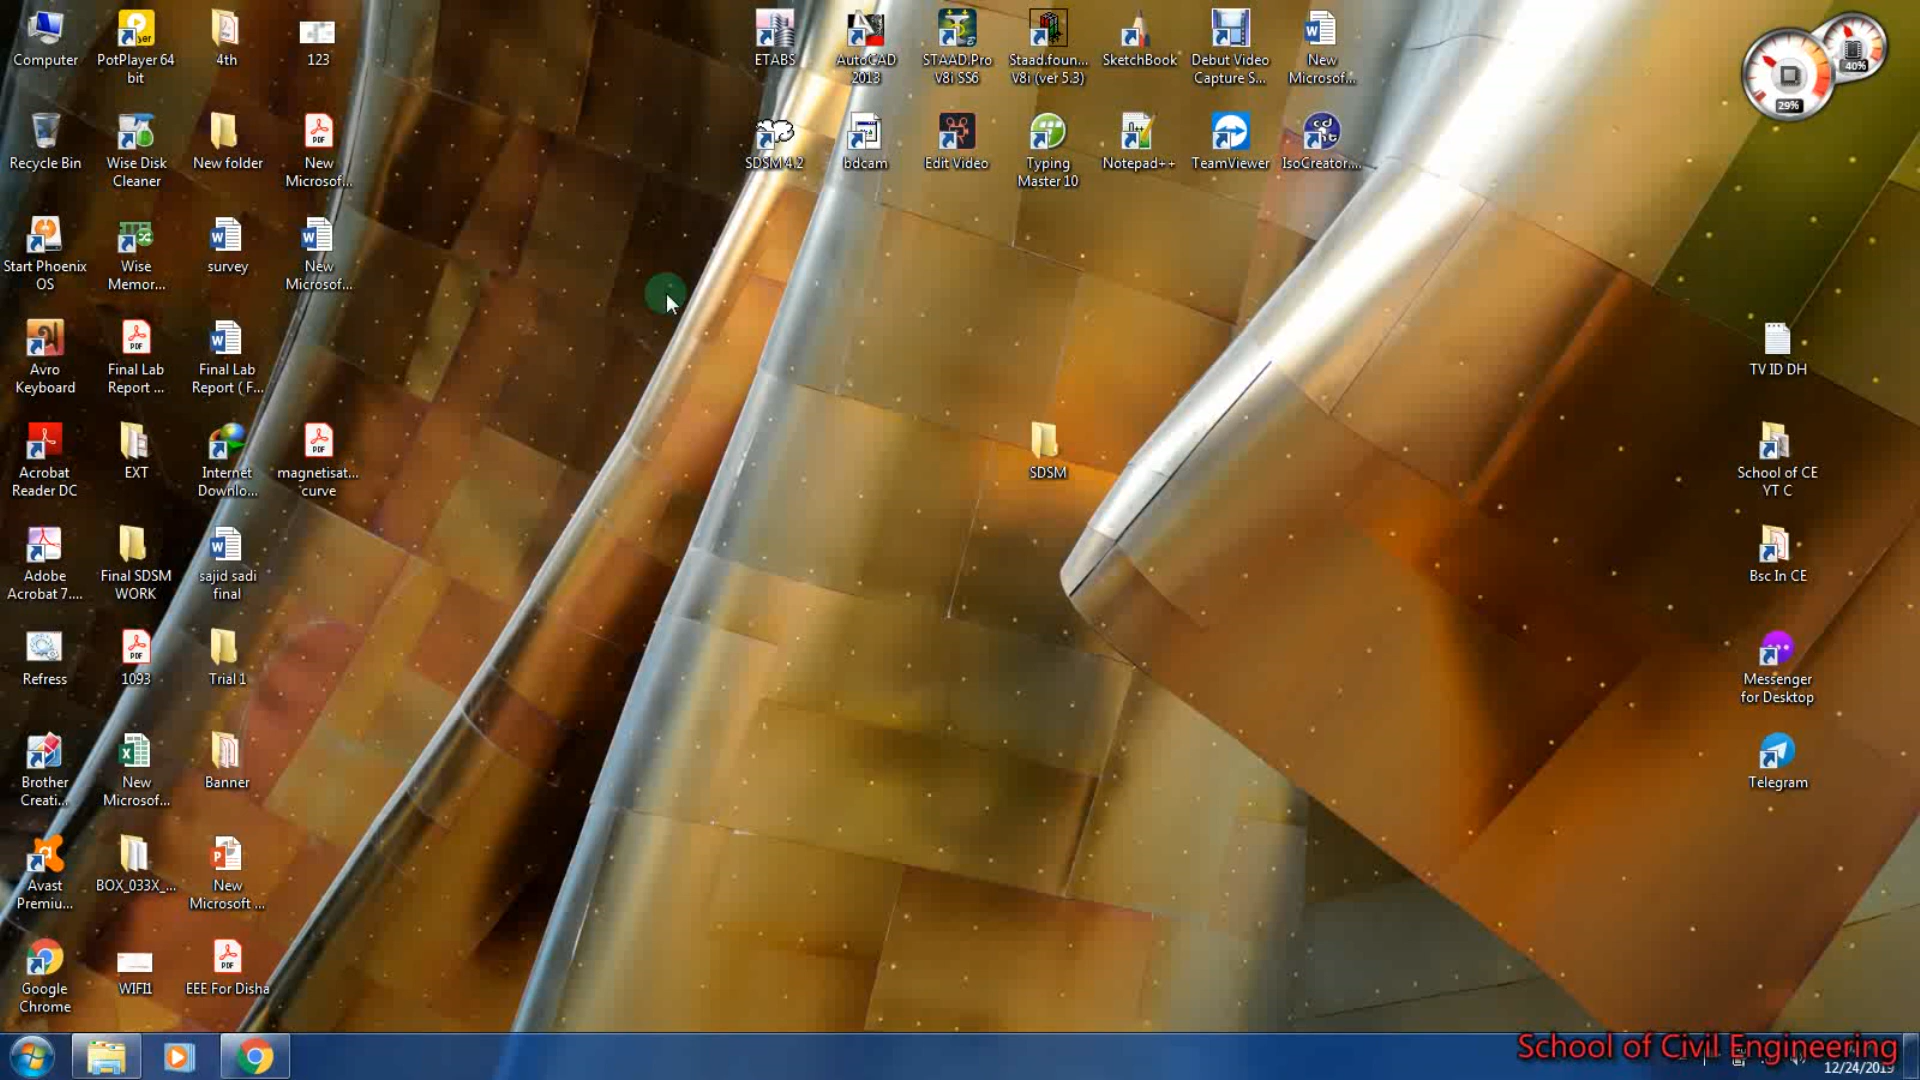 Computer
PotPlayer 64
bit
4th
123
ETABS
AutoCAD
2013
STAAD.Pro
V8i SS6
Staad.foun...
V8i (ver 5.3)
SketchBook
Debut Video
Capture S...
New
Microsof...
40%
29%
Recycle Bin
Wise Disk
Cleaner
New folder
New
Microsof...
SDSM 4.2
bdcam
Edit Video
Typing
Master 10
Notepad++
TeamViewer
IsoCreator....
Start Phoenix
OS
Wise
Memor...
survey
New
Microsof...
Avro
Keyboard
Final Lab
Report ...
Final Lab
Report ( F...
TV ID DH
Acrobat
Reader DC
EXT
Internet
Downlo...
magnetisat...
curve
SDSM
School of CE
YT C
Adobe
Acrobat 7....
Final SDSM
WORK
sajid sadi
final
Bsc In CE
Refress
1093
Trial 1
Messenger
for Desktop
Brother
Creati...
New
Microsof...
Banner
Telegram
Avast
Premiu...
BOX_033X_...
New
Microsoft ...
Google
Chrome
WIFI1
EEE For Disha
School of Civil Engineering
12/24/2019